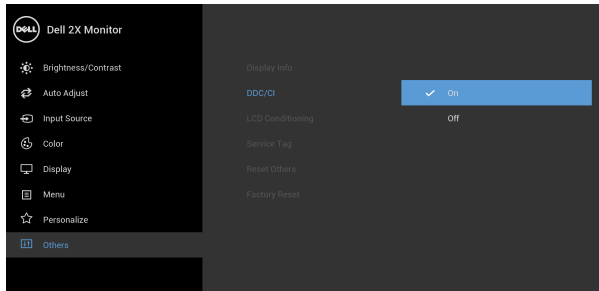 DELL Dell 2X Monitor
Brightness/Contrast
Auto Adjust
Input Source
Color
Display
Menu
Personalize
Others
Display Info
DDC/CI
LCD Conditioning
Service Tag
Reset Others
Factory Reset
On
Off